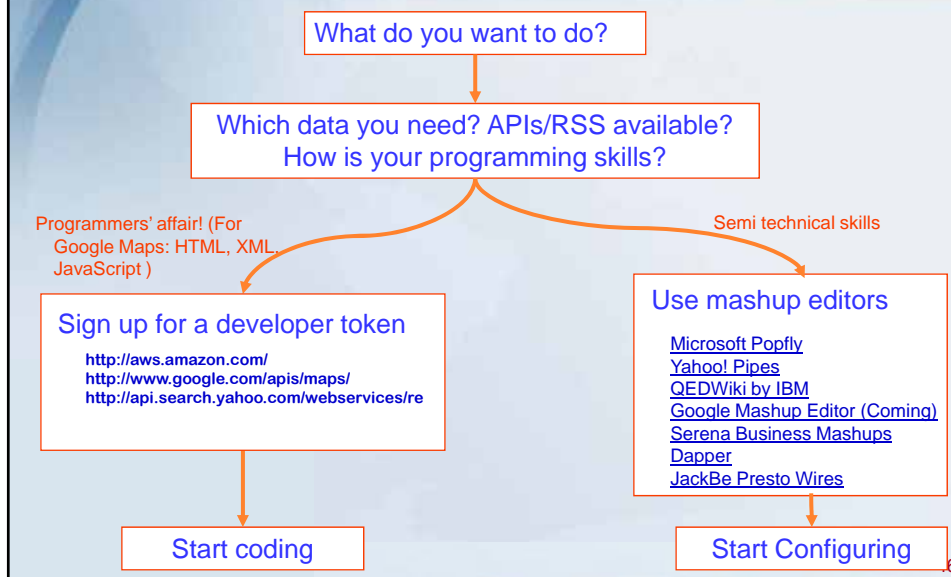 What do you want to do?
Which data you need? APIs/RSS available?
How is your programming skills?
Programmers' affair! (For
Google Maps: HTML, XML,
JavaScript )
Semi technical skills
Sign up for a developer token
http://aws.amazon.com/
http://www.google.com/apis/maps/
http://api.search.yahoo.com/webservices/re
Use mashup editors
Microsoft Popfly
Yahoo! Pipes
QEDWiki by IBM
Google Mashup Editor (Coming)
Serena Business Mashups
Dapper
JackBe Presto Wires
Start coding
Start Configuring